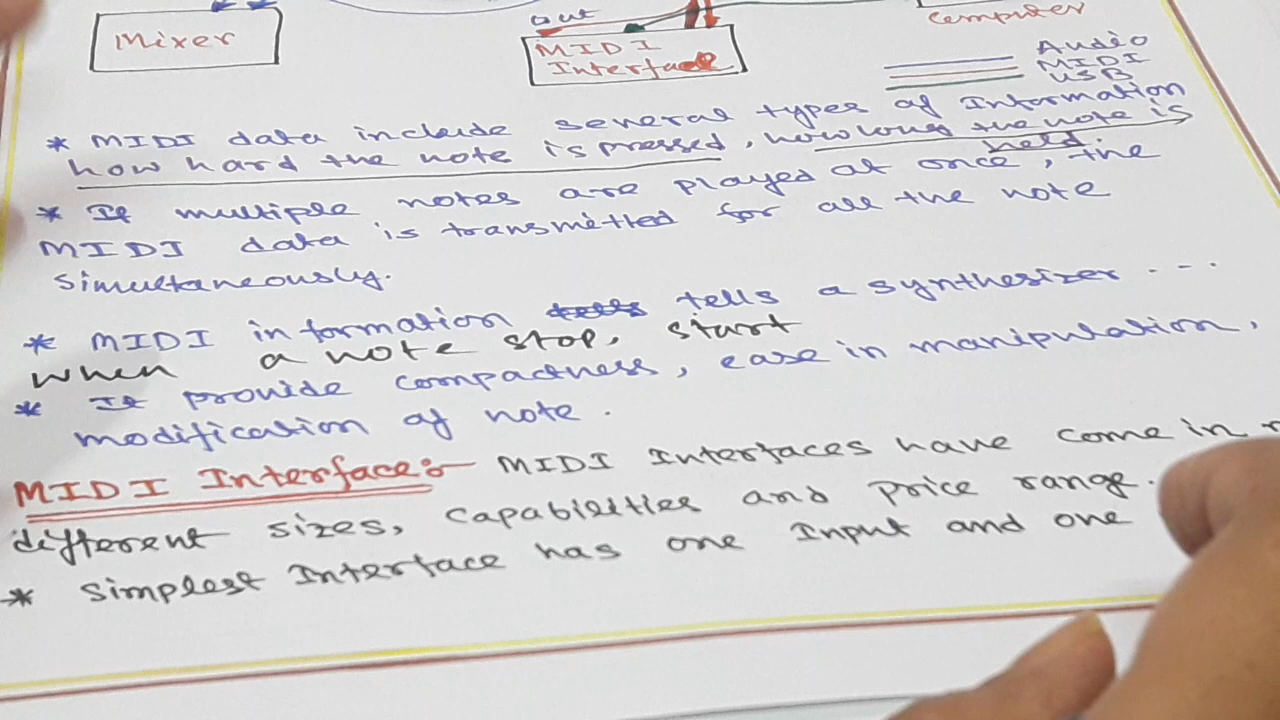 out
Computer
Mixer
MIDI
Interface
Audio
MIDI
USB
* MIDI data include several types of Information
how hard the note is pressed, how long the note is
held.
* If multiple notes are played at once, the
MIDI data is transmitted for all the note
simultaneously.
* MIDI information tells a synthesizer ...
when a note stop, start
* It provide compactness, ease in manipulation,
modification of note.
MIDI Interface:- MIDI Interfaces have come in
different sizes, capabilities and price range.
* Simplest Interface has one Input and one